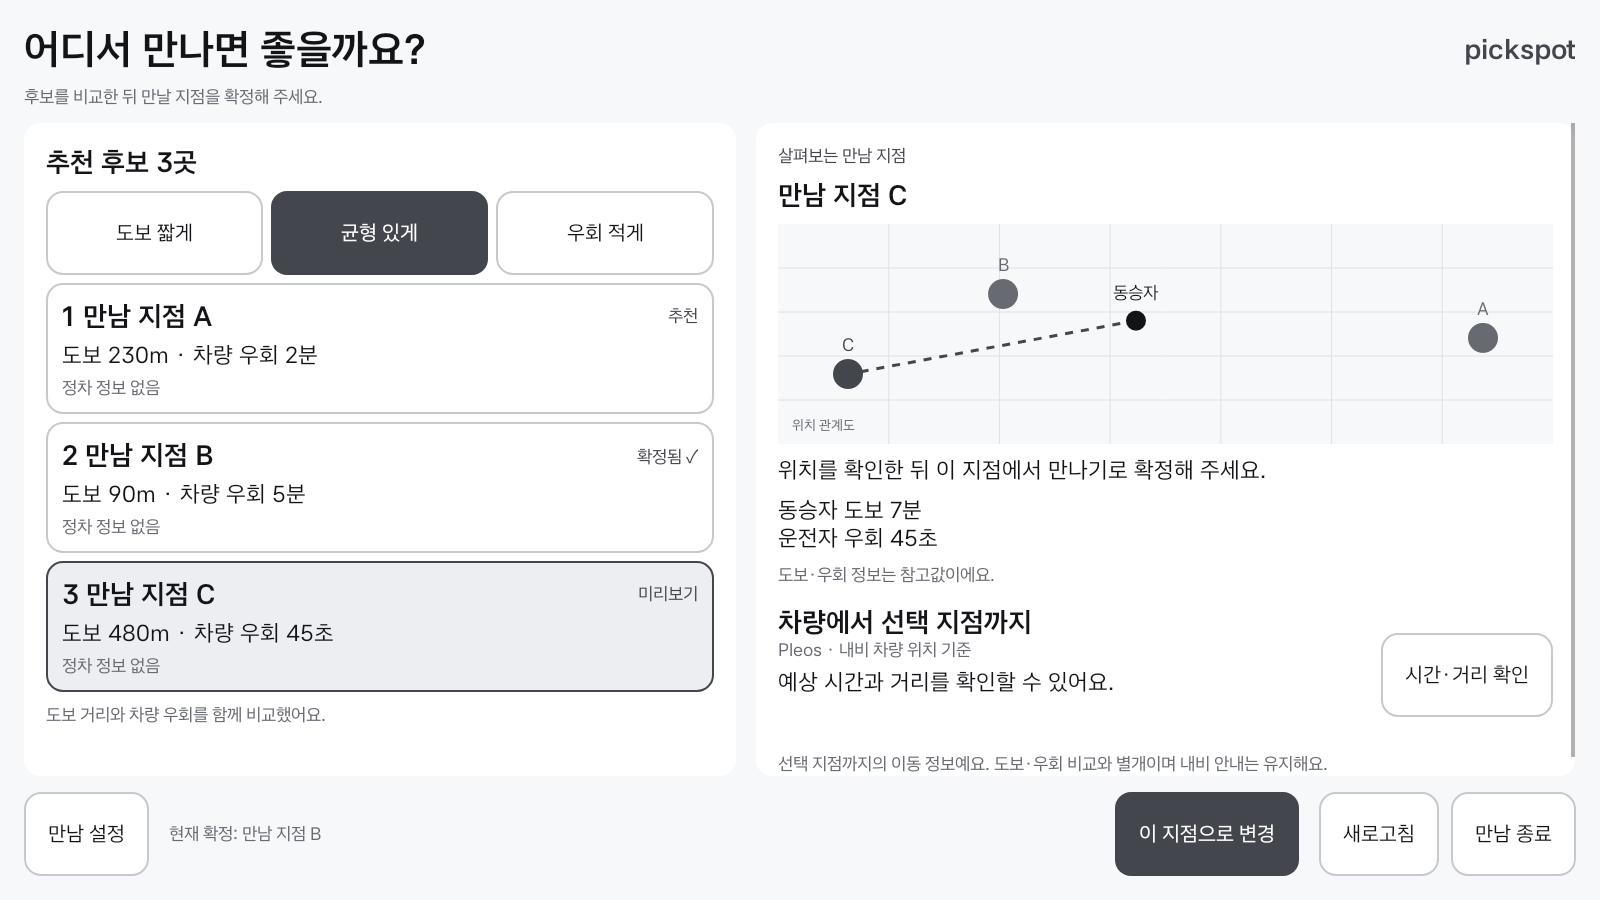 어디서 만나면 좋을까요?
pickspot
후보를 비교한 뒤 만날 지점을 확정해 주세요.
추천 후보 3곳
도보 짧게
균형 있게
우회 적게
1 만남 지점 A
추천
도보 230m · 차량 우회 2분
정차 정보 없음
2 만남 지점 B
확정됨 ✓
도보 90m · 차량 우회 5분
정차 정보 없음
3 만남 지점 C
미리보기
도보 480m · 차량 우회 45초
정차 정보 없음
도보 거리와 차량 우회를 함께 비교했어요.
살펴보는 만남 지점
만남 지점 C
B
동승자
A
C
위치 관계도
위치를 확인한 뒤 이 지점에서 만나기로 확정해 주세요.
동승자 도보 7분
운전자 우회 45초
도보·우회 정보는 참고값이에요.
차량에서 선택 지점까지
Pleos · 내비 차량 위치 기준
예상 시간과 거리를 확인할 수 있어요.
시간·거리 확인
선택 지점까지의 이동 정보예요. 도보·우회 비교와 별개이며 내비 안내는 유지해요.
만남 설정
현재 확정: 만남 지점 B
이 지점으로 변경
새로고침
만남 종료